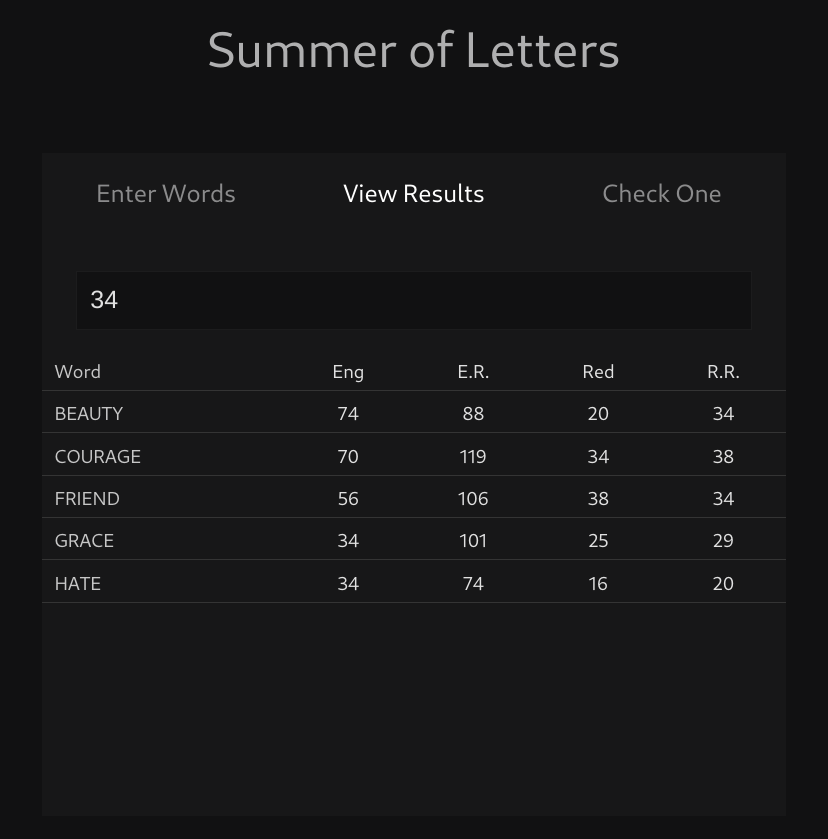 Summer of Letters
Enter Words View Results Check One
34
Word Eng E.R. Red R.R.
BEAUTY 74 88 20 34
COURAGE 70 119 34 38
FRIEND 56 106 38 34
GRACE 34 101 25 29
HATE 34 74 16 20